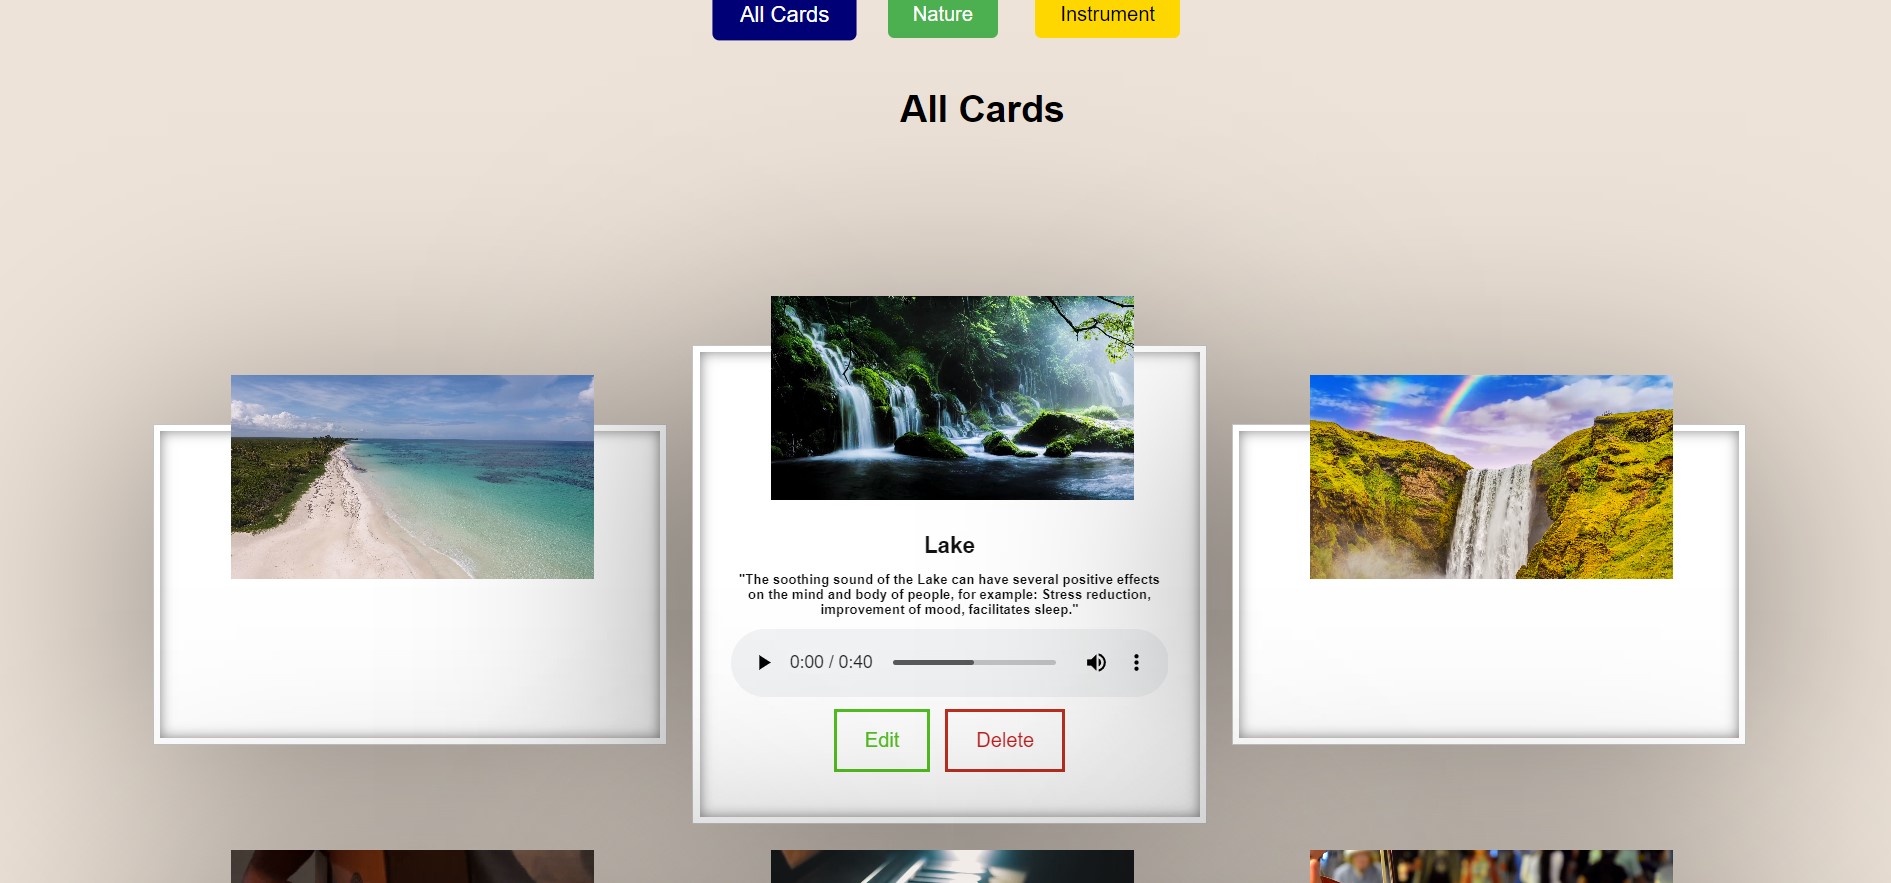 All Cards
Nature
Instrument
All Cards
Lake
"The soothing sound of the Lake can have several positive effects
on the mind and body of people, for example: Stress reduction,
improvement of mood, facilitates sleep."
0:00 / 0:40
Edit
Delete